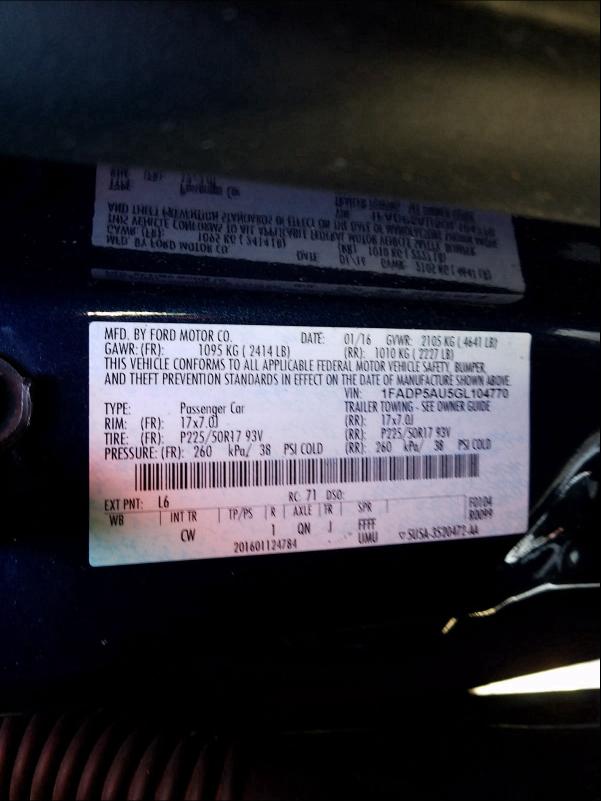 MFD. BY FORD MOTOR CO. DATE: 01/16 GVWR: 2105 KG ( 4641 LB)
GAWR: (FR): 1095 KG ( 2414 LB) (RR): 1010 KG ( 2227 LB)
THIS VEHICLE CONFORMS TO ALL APPLICABLE FEDERAL MOTOR VEHICLE SAFETY, BUMPER,
AND THEFT PREVENTION STANDARDS IN EFFECT ON THE DATE OF MANUFACTURE SHOWN ABOVE.
VIN: 1FADP5AU5GL104770
TYPE: Passenger Car TRAILER TOWING - SEE OWNER GUIDE
RIM: (FR): 17x7.0J (RR): 17x7.0J
TIRE: (FR): P225/50R17 93V (RR): P225/50R17 93V
PRESSURE: (FR): 260 kPa/ 38 PSI COLD (RR): 260 kPa/ 38 PSI COLD
EXT PNT: L6 RC: 71 DSO: F0104
WB INT TR TP/PS R AXLE TR SPR R0099
CW 1 QN J FFFF
201601124784 UMU 5U5A-3520472-AA